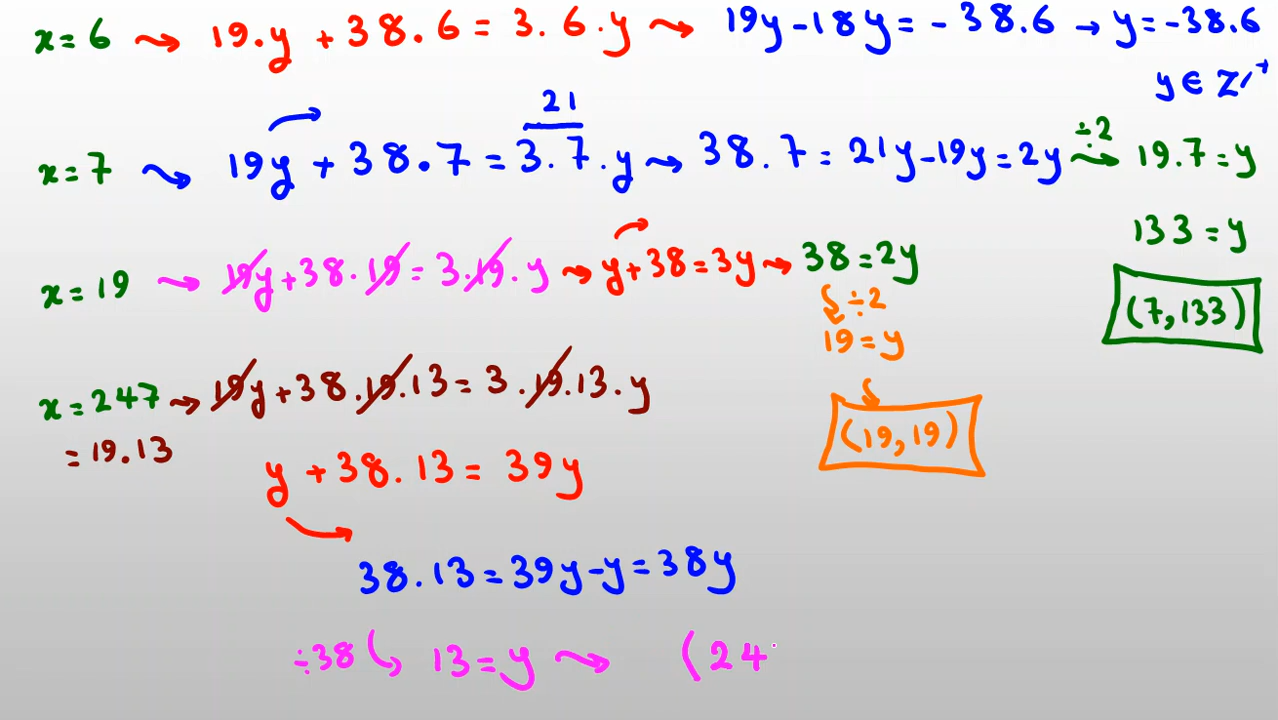 x = 6 ⇝ 19.y + 38.6 = 3.6.y ⇝ 19y - 18y = - 38.6 → y = -38.6
y ∈ Z⁺
21
x = 7 ⇝ 19y + 38.7 = 3.7.y ⇝ 38.7 = 21y - 19y = 2y ÷2 ⇝ 19.7 = y
133 = y
(7, 133)
x = 19 ⇝ 19y + 38.19 = 3.19.y ⇝ y + 38 = 3y ⇝ 38 = 2y
÷2
19 = y
(19, 19)
x = 247 ⇝ 19y + 38.19.13 = 3.19.13.y
= 19.13
y + 38.13 = 39y
38.13 = 39y - y = 38y
÷38 13 = y ⇝ (24